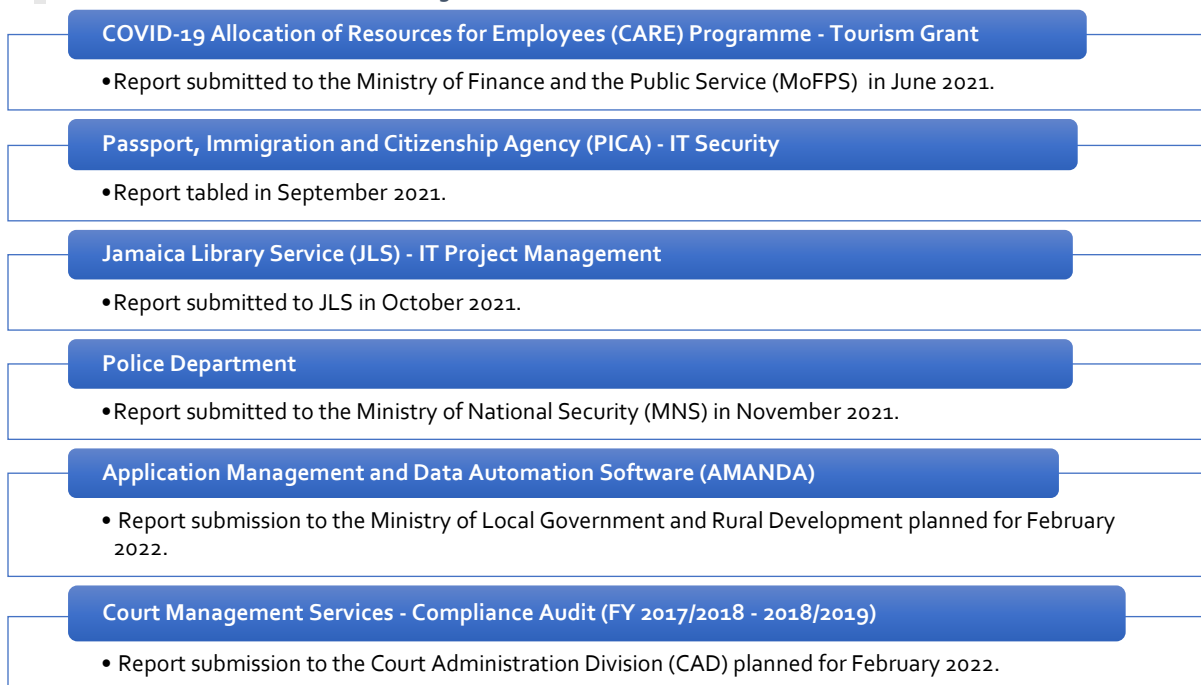 COVID-19 Allocation of Resources for Employees (CARE) Programme - Tourism Grant
•Report submitted to the Ministry of Finance and the Public Service (MoFPS) in June 2021.
Passport, Immigration and Citizenship Agency (PICA) - IT Security
•Report tabled in September 2021.
Jamaica Library Service (JLS) - IT Project Management
•Report submitted to JLS in October 2021.
Police Department
•Report submitted to the Ministry of National Security (MNS) in November 2021.
Application Management and Data Automation Software (AMANDA)
• Report submission to the Ministry of Local Government and Rural Development planned for February
2022.
Court Management Services - Compliance Audit (FY 2017/2018 - 2018/2019)
• Report submission to the Court Administration Division (CAD) planned for February 2022.